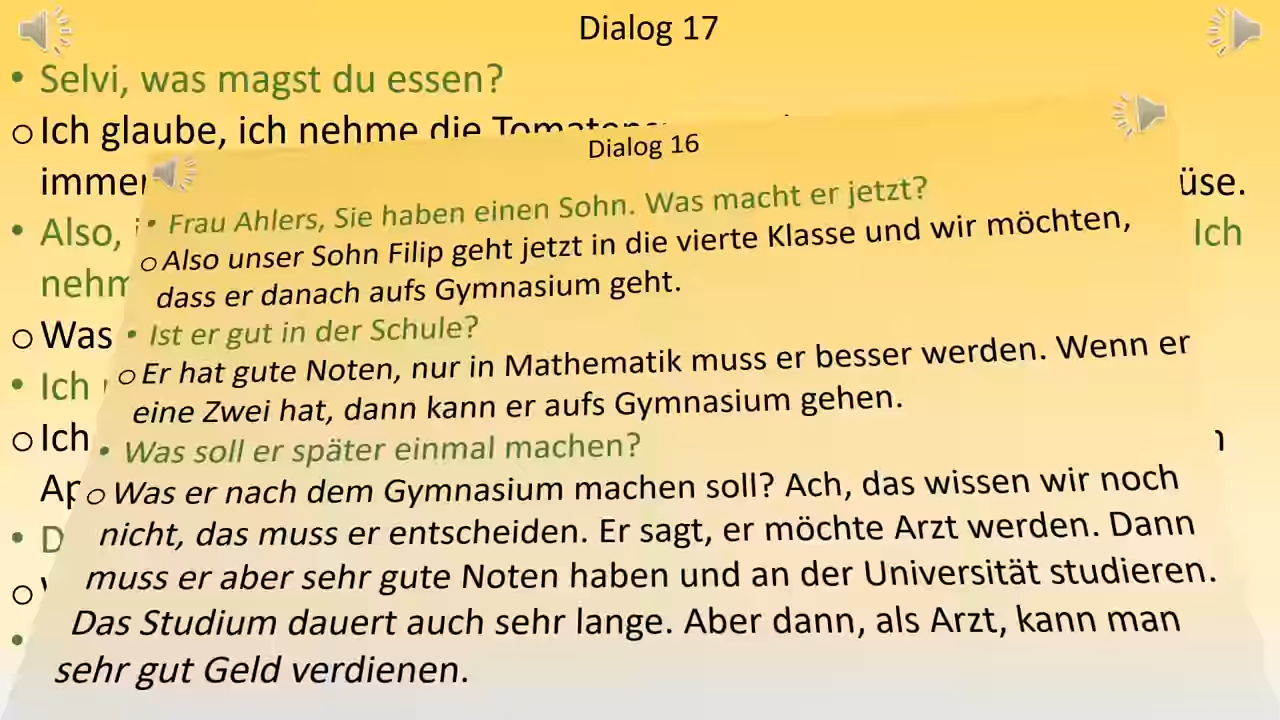 Dialog 17
• Selvi, was magst du essen?
o Ich glaube, ich nehme die
immer
üse.
• Also,
Ich
nehm
o Was
• Ich
o Ich
•
o
•
Dialog 16
• Frau Ahlers, Sie haben einen Sohn. Was macht er jetzt?
o Also unser Sohn Filip geht jetzt in die vierte Klasse und wir möchten,
dass er danach aufs Gymnasium geht.
• Ist er gut in der Schule?
o Er hat gute Noten, nur in Mathematik muss er besser werden. Wenn er
eine Zwei hat, dann kann er aufs Gymnasium gehen.
• Was soll er später einmal machen?
o Was er nach dem Gymnasium machen soll? Ach, das wissen wir noch
nicht, das muss er entscheiden. Er sagt, er möchte Arzt werden. Dann
muss er aber sehr gute Noten haben und an der Universität studieren.
Das Studium dauert auch sehr lange. Aber dann, als Arzt, kann man
sehr gut Geld verdienen.